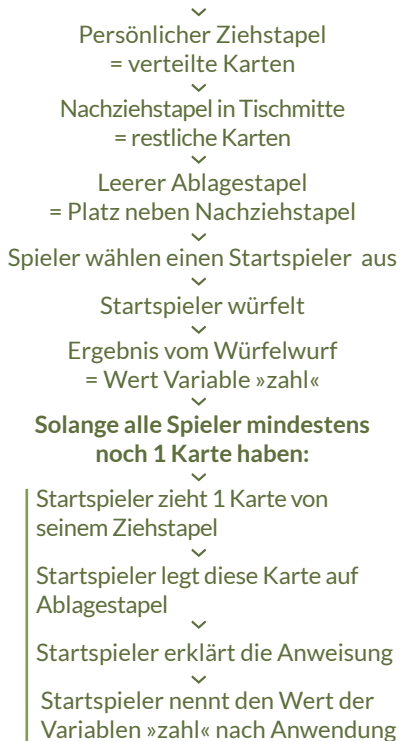 Persönlicher Ziehstapel
= verteilte Karten
Nachziehstapel in Tischmitte
= restliche Karten
Leerer Ablagestapel
= Platz neben Nachziehstapel
Spieler wählen einen Startspieler aus
Startspieler würfelt
Ergebnis vom Würfelwurf
= Wert Variable »zahl«
Solange alle Spieler mindestens
noch 1 Karte haben:
Startspieler zieht 1 Karte von
seinem Ziehstapel
Startspieler legt diese Karte auf
Ablagestapel
Startspieler erklärt die Anweisung
Startspieler nennt den Wert der
Variablen »zahl« nach Anwendung